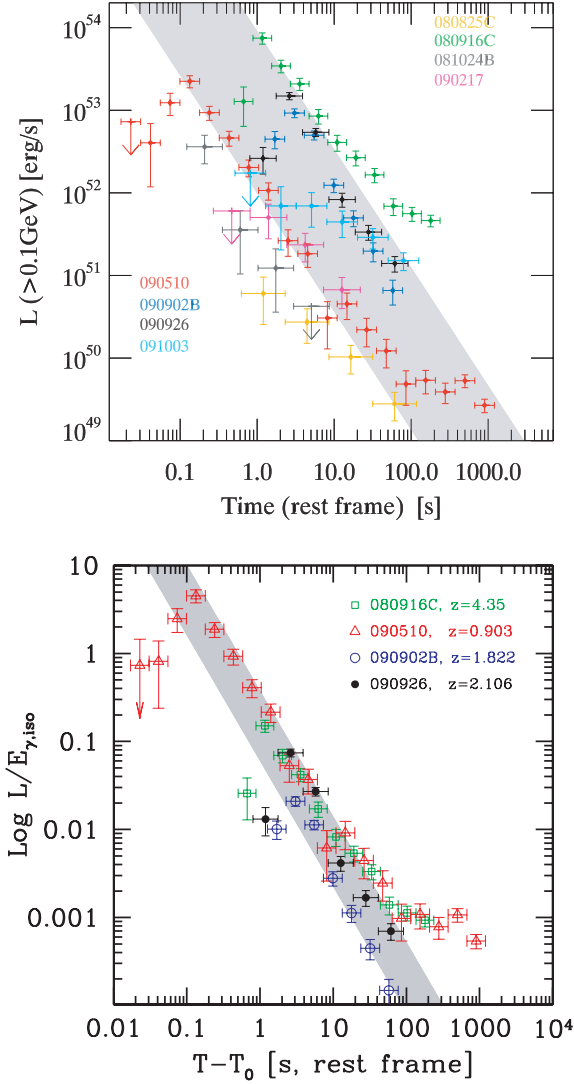 080825C
080916C
081024B
090217
10^54
10^53
10^52
10^51
10^50
10^49
L (>0.1GeV) [erg/s]
090510
090902B
090926
091003
0.1 1.0 10.0 100.0 1000.0
Time (rest frame) [s]
10
1
0.1
0.01
0.001
Log L/E_γ,iso
080916C, z=4.35
090510, z=0.903
090902B, z=1.822
090926, z=2.106
0.01 0.1 1 10 100 1000 10^4
T-T_0 [s, rest frame]